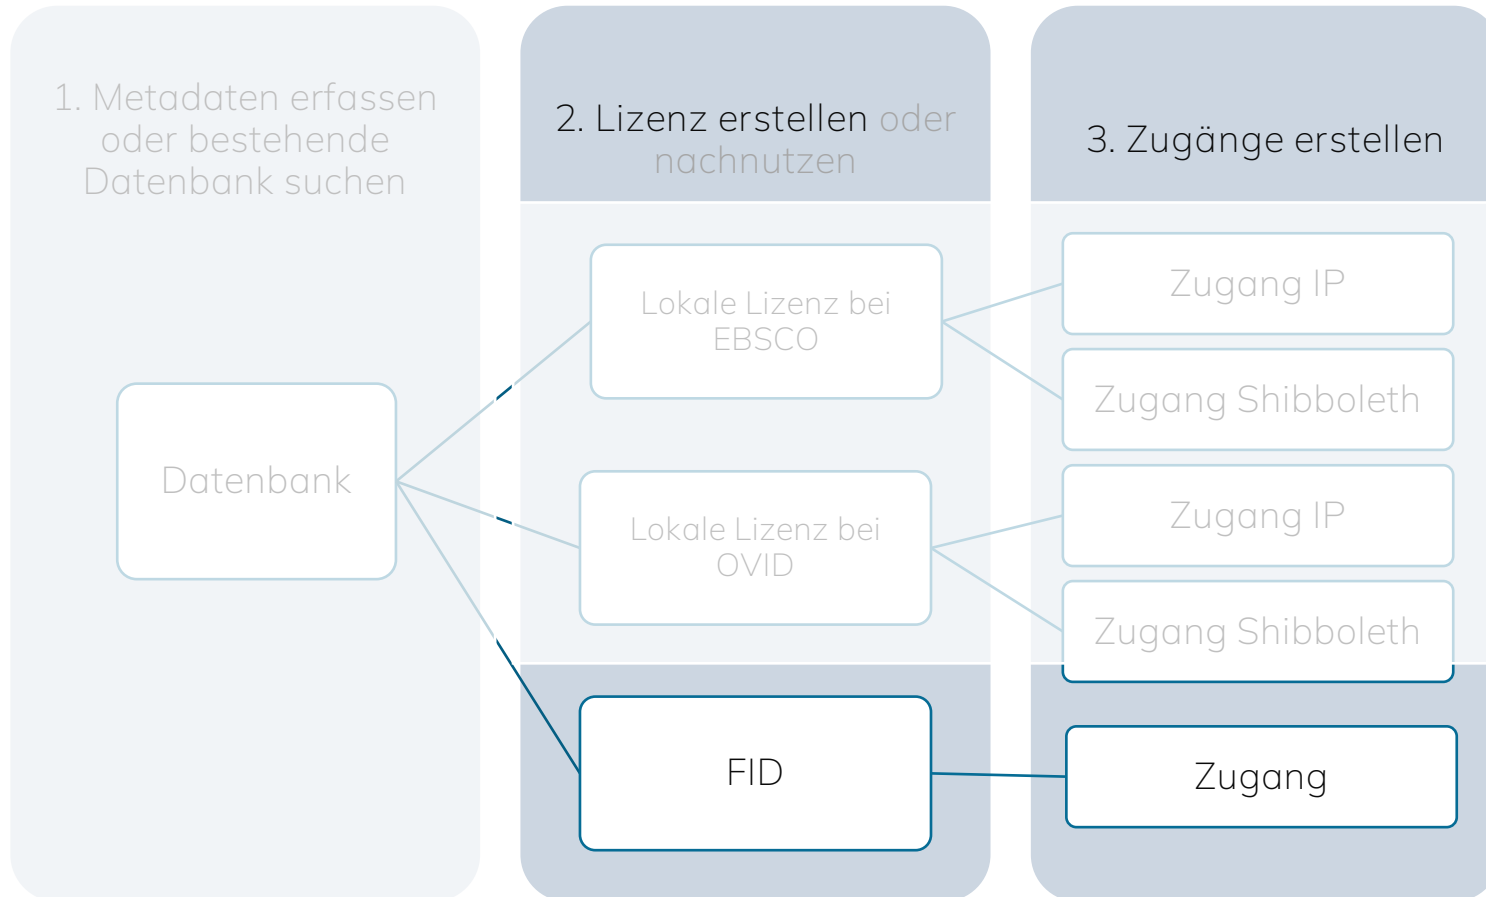 1. Metadaten erfassen
oder bestehende
Datenbank suchen
2. Lizenz erstellen oder
nachnutzen
3. Zugänge erstellen
Datenbank
Lokale Lizenz bei
EBSCO
Lokale Lizenz bei
OVID
FID
Zugang IP
Zugang Shibboleth
Zugang IP
Zugang Shibboleth
Zugang